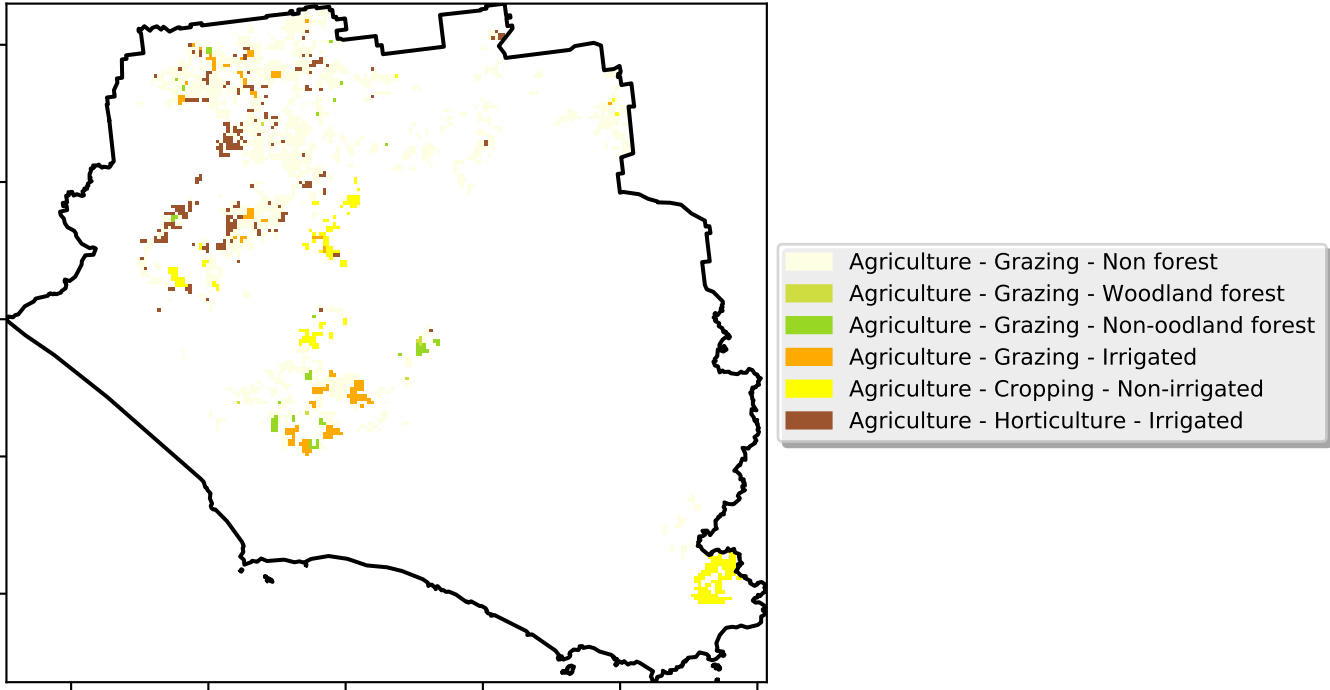 Agriculture - Grazing - Non forest
Agriculture - Grazing - Woodland forest
Agriculture - Grazing - Non-oodland forest
Agriculture - Grazing - Irrigated
Agriculture - Cropping - Non-irrigated
Agriculture - Horticulture - Irrigated